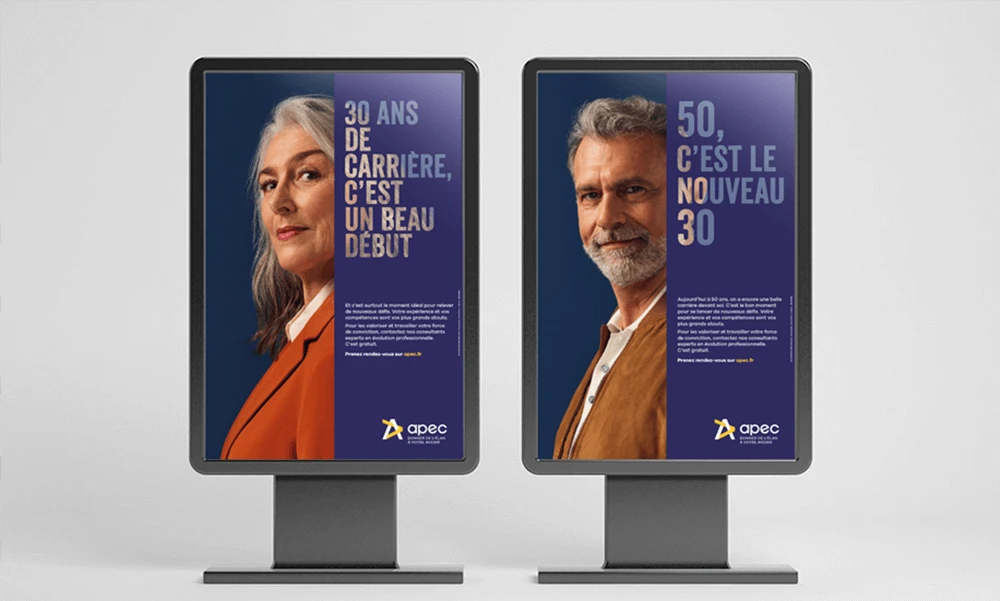 30 ANS
DE
CARRIÈRE,
C'EST
UN BEAU
DÉBUT
Et c'est surtout le moment idéal pour relever
de nouveaux défis. Votre expérience et vos
compétences sont vos plus grands atouts.
Pour les valoriser et travailler votre force
de conviction, contactez nos consultants
experts en évolution professionnelle.
C'est gratuit.
Prenez rendez-vous sur apec.fr
apec
DONNER DE L'ÉLAN
À VOTRE AVENIR
50,
C'EST LE
NOUVEAU
30
Aujourd'hui à 50 ans, on a encore une belle
carrière devant soi. C'est le bon moment
pour se lancer de nouveaux défis. Votre
expérience et vos compétences sont vos
plus grands atouts.
Pour les valoriser et travailler votre force
de conviction, contactez nos consultants
experts en évolution professionnelle.
C'est gratuit.
Prenez rendez-vous sur apec.fr
apec
DONNER DE L'ÉLAN
À VOTRE AVENIR